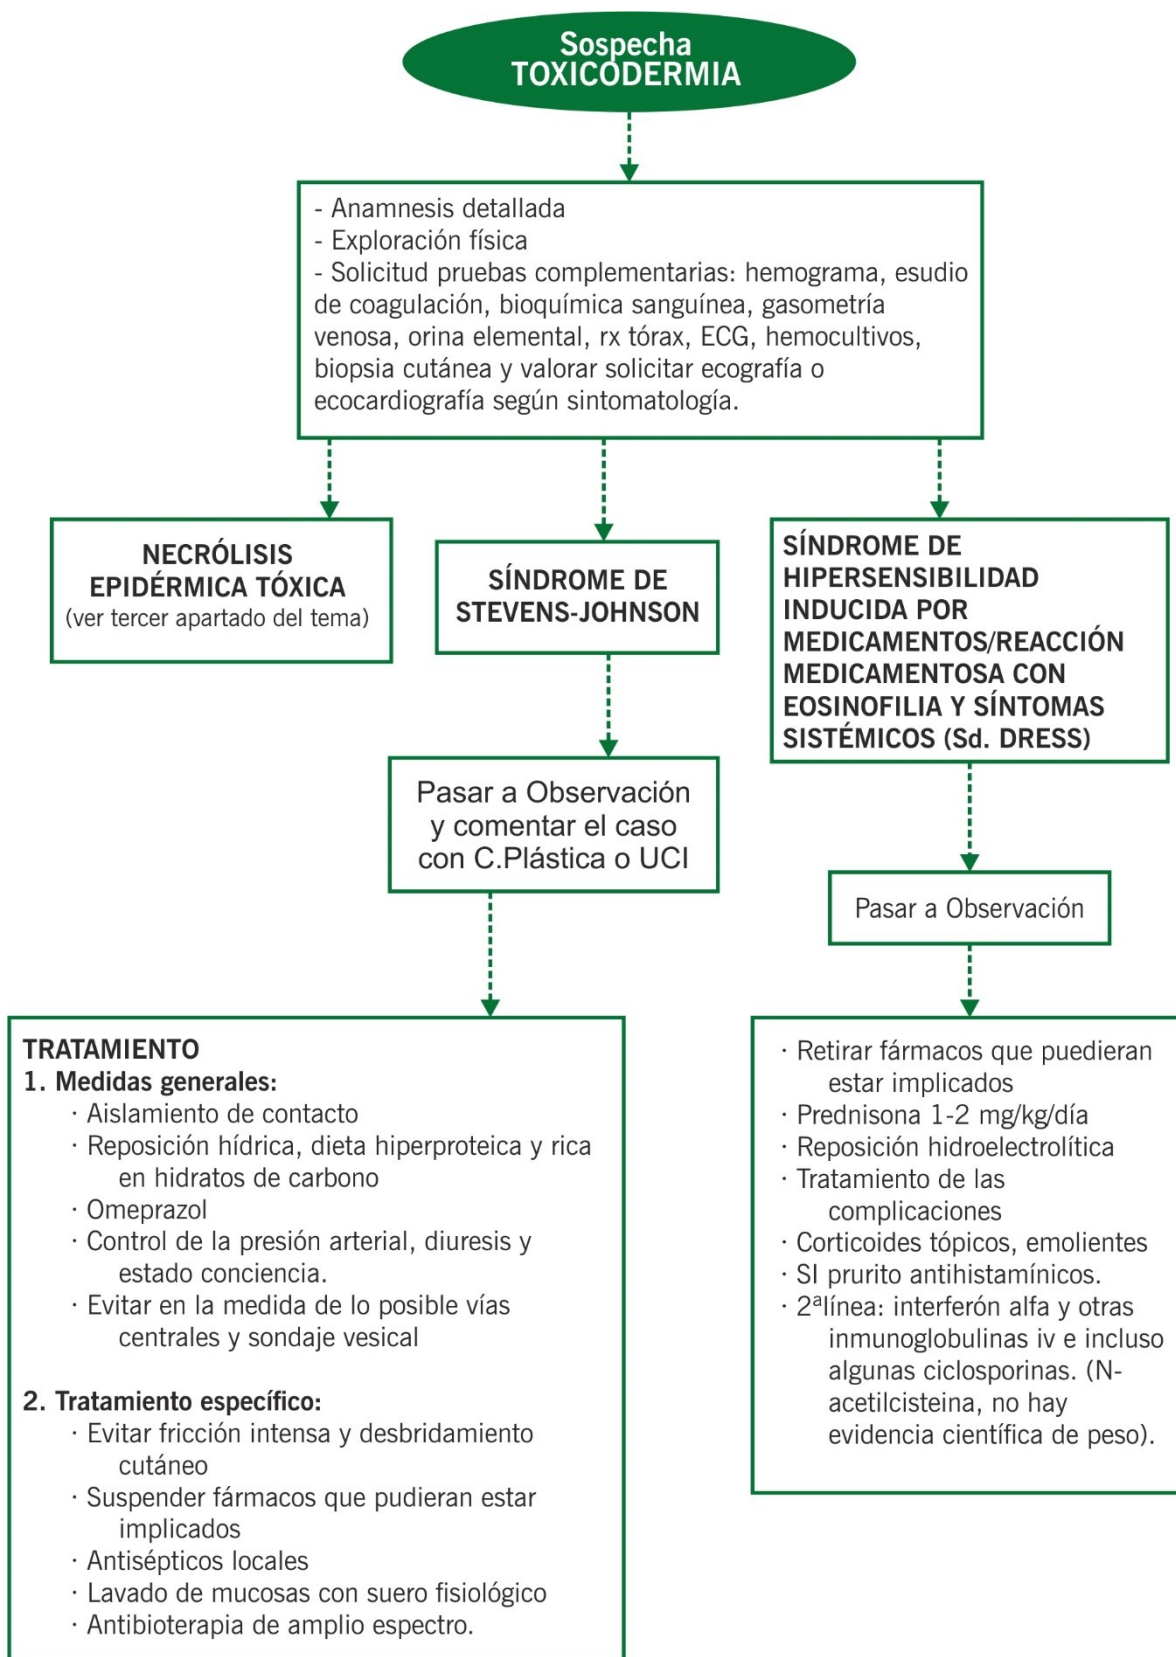 Sospecha
TOXICODERMIA
- Anamnesis detallada
- Exploración física
- Solicitud pruebas complementarias: hemograma, esudio
de coagulación, bioquímica sanguínea, gasometría
venosa, orina elemental, rx tórax, ECG, hemocultivos,
biopsia cutánea y valorar solicitar ecografía o
ecocardiografía según sintomatología.
NECRÓLISIS
EPIDÉRMICA TÓXICA
(ver tercer apartado del tema)
SÍNDROME DE
STEVENS-JOHNSON
SÍNDROME DE
HIPERSENSIBILIDAD
INDUCIDA POR
MEDICAMENTOS/REACCIÓN
MEDICAMENTOSA CON
EOSINOFILIA Y SÍNTOMAS
SISTÉMICOS (Sd. DRESS)
Pasar a Observación
y comentar el caso
con C.Plástica o UCI
Pasar a Observación
TRATAMIENTO
1. Medidas generales:
· Aislamiento de contacto
· Reposición hídrica, dieta hiperproteica y rica
en hidratos de carbono
· Omeprazol
· Control de la presión arterial, diuresis y
estado conciencia.
· Evitar en la medida de lo posible vías
centrales y sondaje vesical
2. Tratamiento específico:
· Evitar fricción intensa y desbridamiento
cutáneo
· Suspender fármacos que pudieran estar
implicados
· Antisépticos locales
· Lavado de mucosas con suero fisiológico
· Antibioterapia de amplio espectro.
· Retirar fármacos que puedieran
estar implicados
· Prednisona 1-2 mg/kg/día
· Reposición hidroelectrolítica
· Tratamiento de las
complicaciones
· Corticoides tópicos, emolientes
· SI prurito antihistamínicos.
· 2ªlínea: interferón alfa y otras
inmunoglobulinas iv e incluso
algunas ciclosporinas. (N-
acetilcisteina, no hay
evidencia científica de peso).